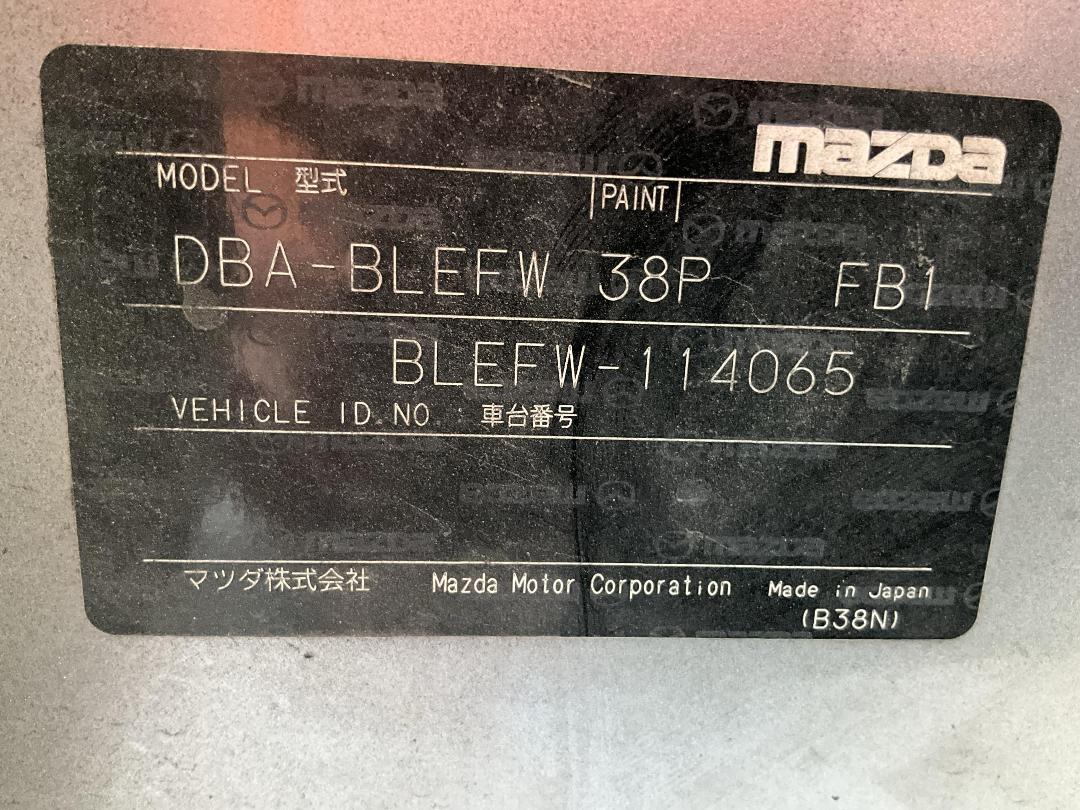 mazda
MODEL 型式 PAINT
DBA-BLEFW 38P FB1
BLEFW-114065
VEHICLE ID.NO 車台番号
マツダ株式会社 Mazda Motor Corporation Made in Japan
(B38N)